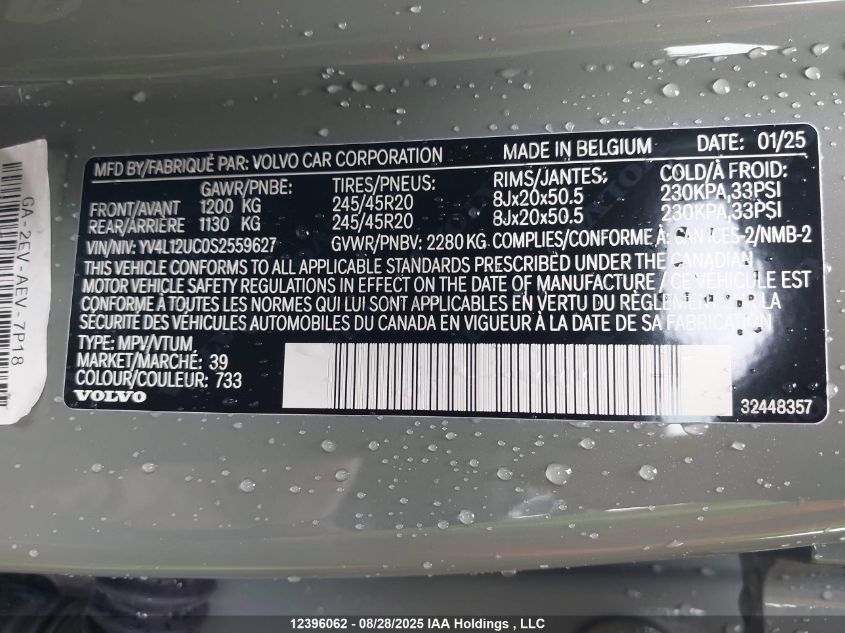 MFD BY/FABRIQUÉ PAR: VOLVO CAR CORPORATION MADE IN BELGIUM DATE: 01/25
GAWR/PNBE: TIRES/PNEUS: RIMS/JANTES: COLD/À FROID:
FRONT/AVANT 1200 KG 245/45R20 8Jx20x50.5 230KPA,33PSI
REAR/ARRIÈRE 1130 KG 245/45R20 8Jx20x50.5 230KPA,33PSI
VIN/NIV: YV4L12UC0S2559627 GVWR/PNBV: 2280 KG COMPLIES/CONFORME: CAN ICES-2/NMB-2
THIS VEHICLE CONFORMS TO ALL APPLICABLE STANDARDS PRESCRIBED UNDER THE CANADIAN
MOTOR VEHICLE SAFETY REGULATIONS IN EFFECT ON THE DATE OF MANUFACTURE / CE VÉHICULE EST
CONFORME À TOUTES LES NORMES QUI LUI SONT APPLICABLES EN VERTU DU LA
SÉCURITÉ DES VÉHICULES AUTOMOBILES DU CANADA EN VIGUEUR À LA DATE DE SA FABRICATION
TYPE: MPV/VTUM
MARKET/MARCHÉ: 39
COLOUR/COULEUR: 733
VOLVO
32448357
GA-2EV-AEV-7P18
12396062 - 08/28/2025 IAA Holdings , LLC